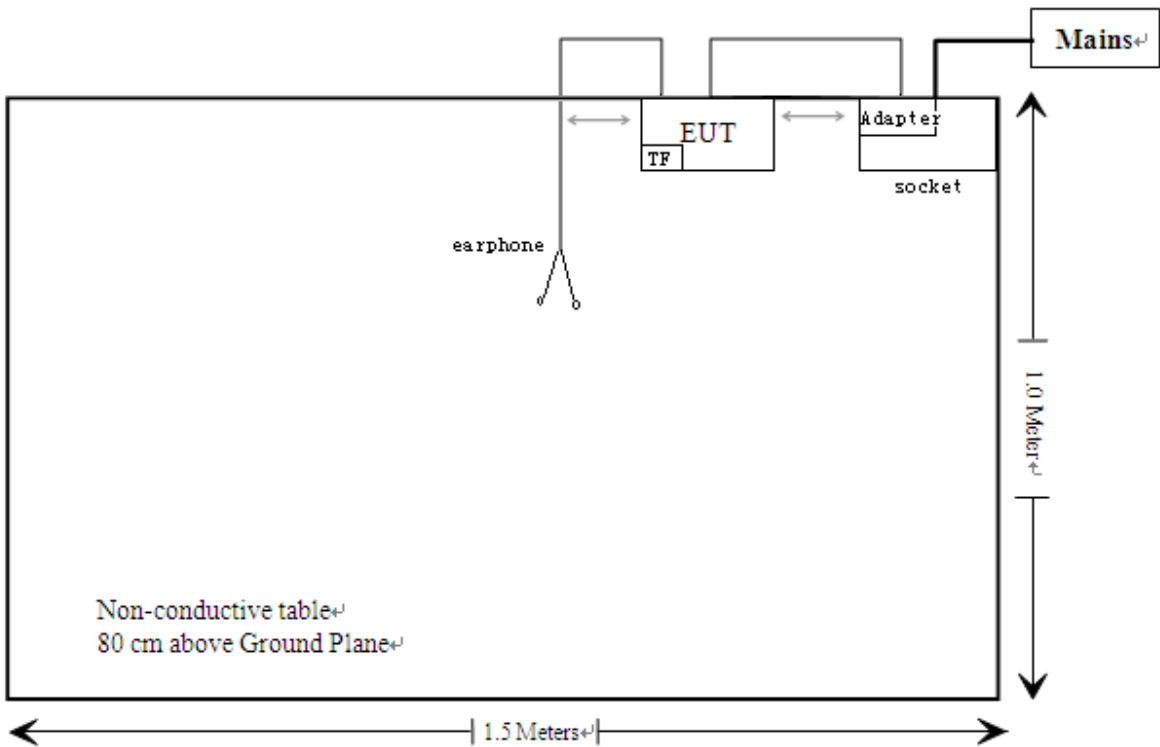 Mains↵
Adapter
EUT
TF
socket
earphone
1.0 Meter↵
Non-conductive table↵
80 cm above Ground Plane↵
1.5 Meters↵